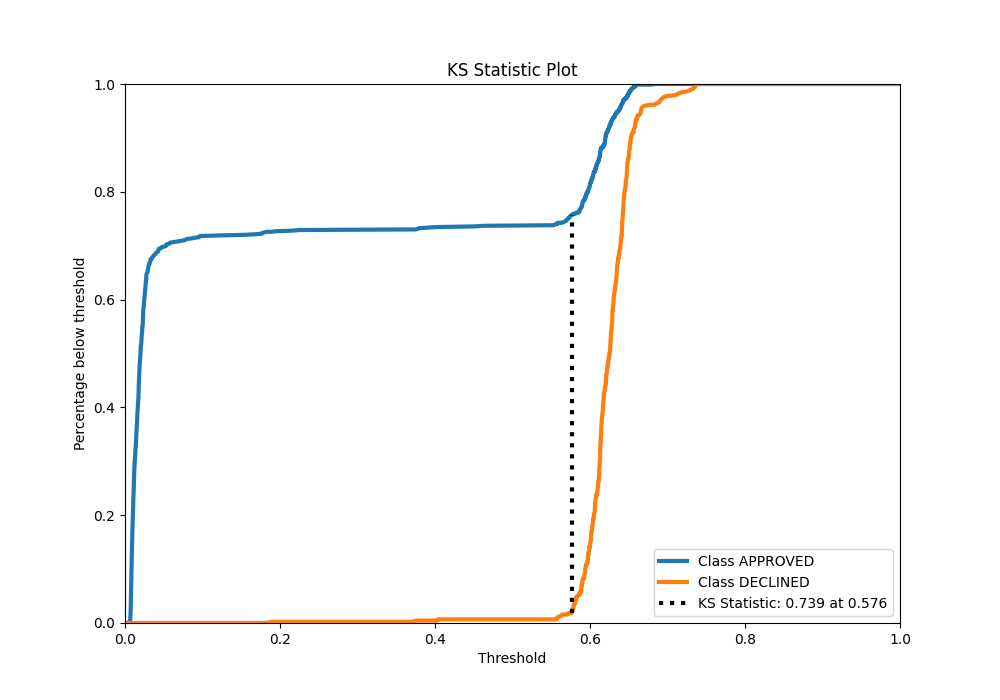 KS Statistic Plot
1.0
0.8
0.6
0.4
0.2
0.0
Percentage below threshold
0.0 0.2 0.4 0.6 0.8 1.0
Threshold
Class APPROVED
Class DECLINED
KS Statistic: 0.739 at 0.576